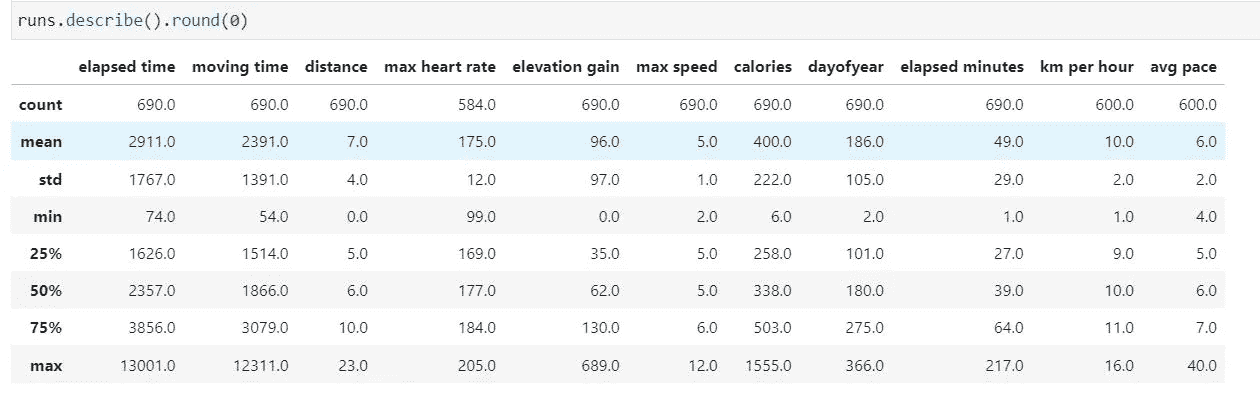 runs.describe().round(0)
elapsed time moving time distance max heart rate elevation gain max speed calories dayofyear elapsed minutes km per hour avg pace
count 690.0 690.0 690.0 584.0 690.0 690.0 690.0 690.0 690.0 600.0 600.0
mean 2911.0 2391.0 7.0 175.0 96.0 5.0 400.0 186.0 49.0 10.0 6.0
std 1767.0 1391.0 4.0 12.0 97.0 1.0 222.0 105.0 29.0 2.0 2.0
min 74.0 54.0 0.0 99.0 0.0 2.0 6.0 2.0 1.0 1.0 4.0
25% 1626.0 1514.0 5.0 169.0 35.0 5.0 258.0 101.0 27.0 9.0 5.0
50% 2357.0 1866.0 6.0 177.0 62.0 5.0 338.0 180.0 39.0 10.0 6.0
75% 3856.0 3079.0 10.0 184.0 130.0 6.0 503.0 275.0 64.0 11.0 7.0
max 13001.0 12311.0 23.0 205.0 689.0 12.0 1555.0 366.0 217.0 16.0 40.0